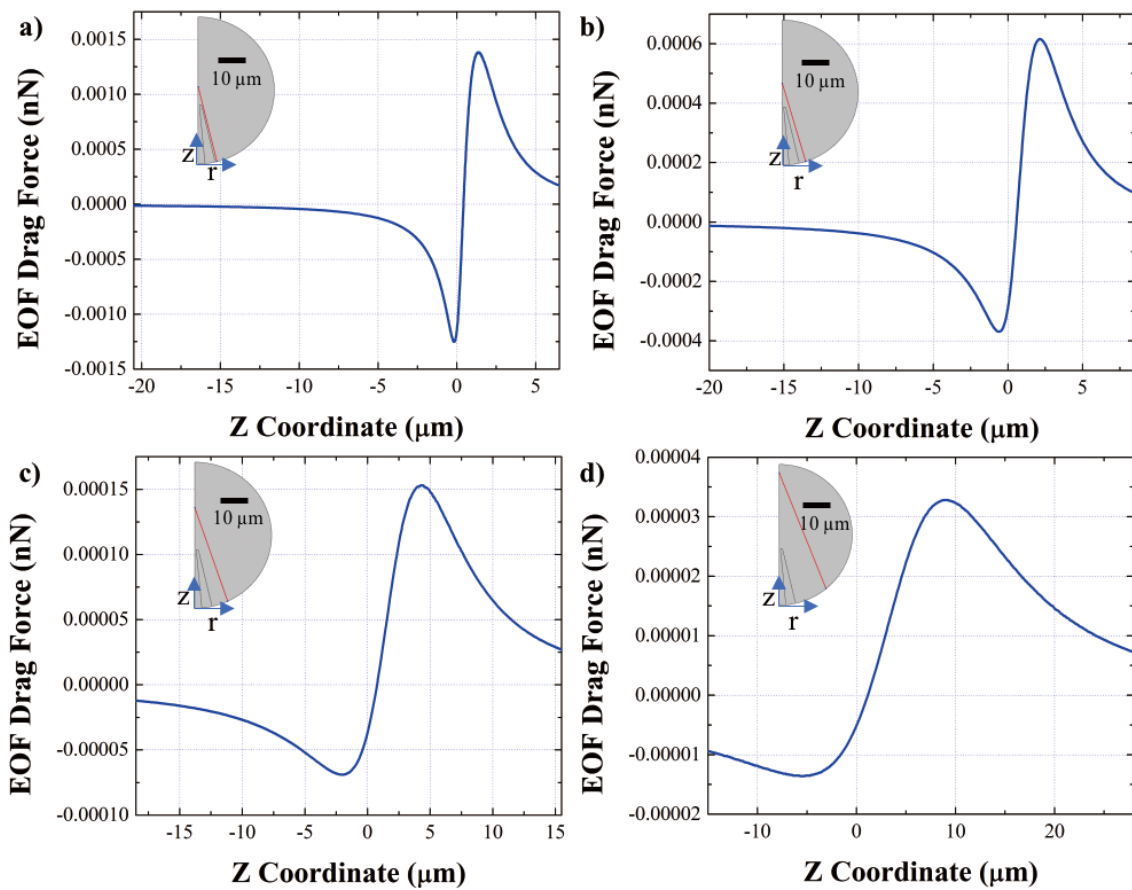 a)
EOF Drag Force (nN)
0.0015
0.0010
0.0005
0.0000
-0.0005
-0.0010
-0.0015
10 μm
z
r
-20 -15 -10 -5 0 5
Z Coordinate (μm)
b)
EOF Drag Force (nN)
0.0006
0.0004
0.0002
0.0000
-0.0002
-0.0004
10 μm
z
r
-20 -15 -10 -5 0 5
Z Coordinate (μm)
c)
EOF Drag Force (nN)
0.00015
0.00010
0.00005
0.00000
-0.00005
-0.00010
10 μm
z
r
-15 -10 -5 0 5 10 15
Z Coordinate (μm)
d)
EOF Drag Force (nN)
0.00004
0.00003
0.00002
0.00001
0.00000
-0.00001
-0.00002
10 μm
z
r
-10 0 10 20
Z Coordinate (μm)